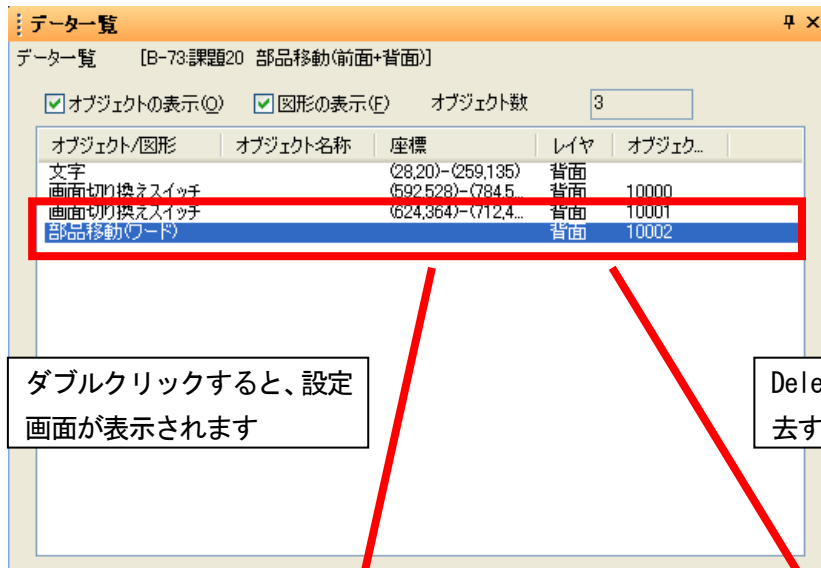 データ一覧
データ一覧 [B-73:課題20 部品移動(前面+背面)]
オブジェクトの表示(O) 図形の表示(F) オブジェクト数 3
オブジェクト/図形 オブジェクト名称 座標 レイヤ オブジェク...
文字 (28,20)-(259,135) 背面
画面切り換えスイッチ (592,528)-(784,5... 背面 10000
画面切り換えスイッチ (624,364)-(712,4... 背面 10001
部品移動(ワード) 背面 10002
ダブルクリックすると、設定
画面が表示されます
Dele
去す